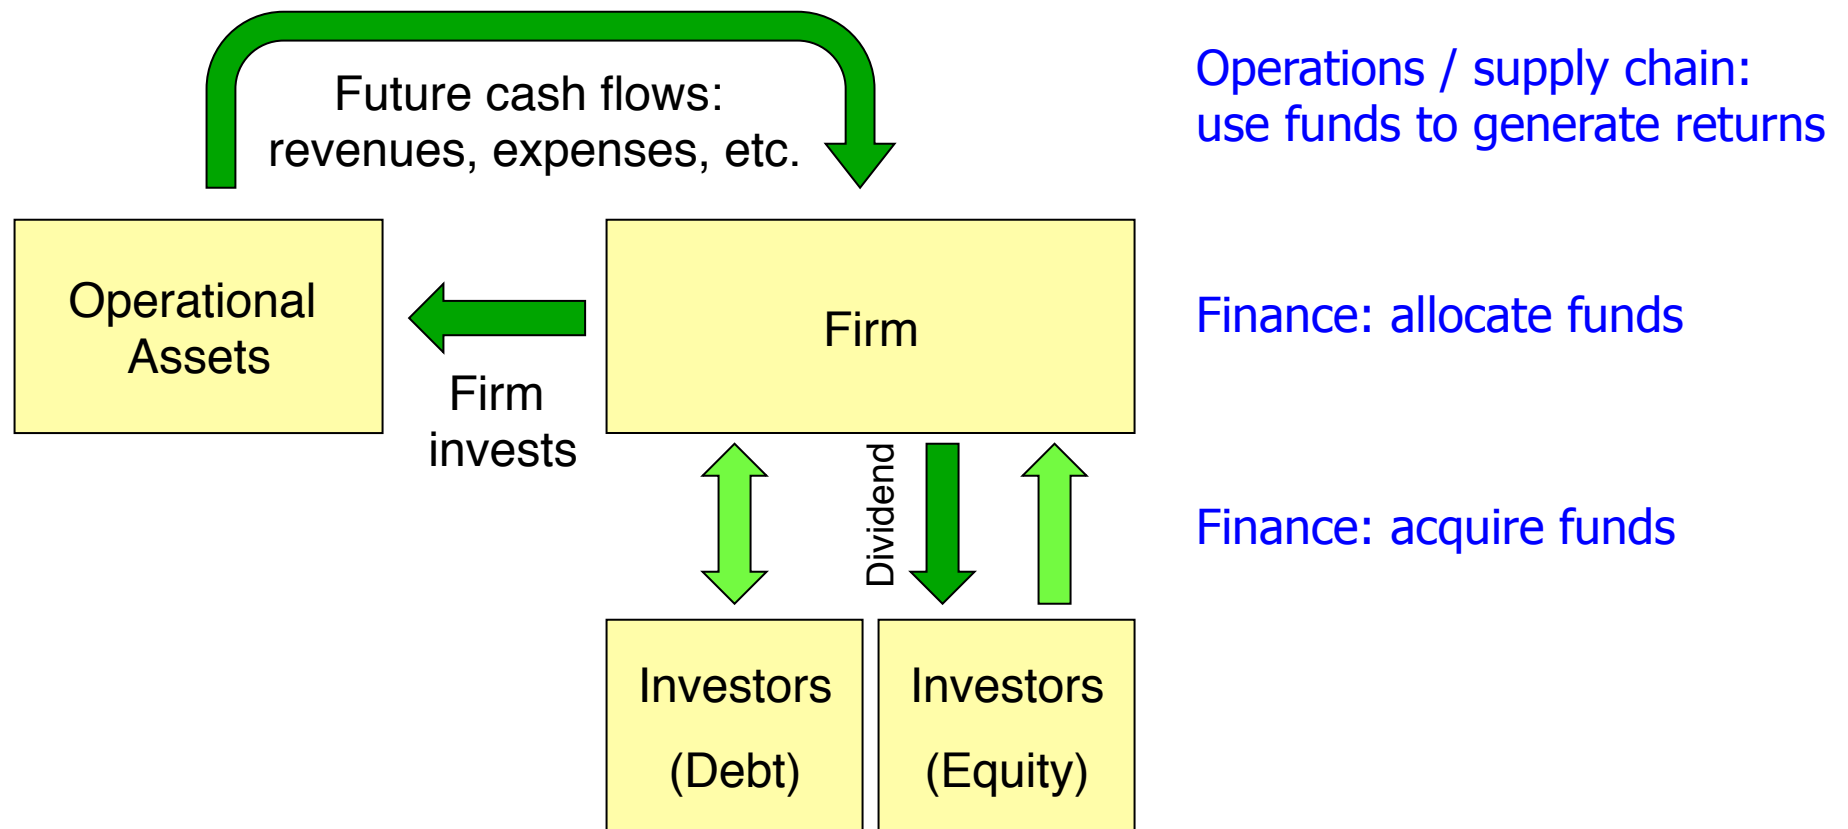 Future cash flows:
revenues, expenses, etc.
Operations / supply chain:
use funds to generate returns
Operational
Assets
Firm
invests
Firm
Finance: allocate funds
Dividend
Finance: acquire funds
Investors
(Debt)
Investors
(Equity)